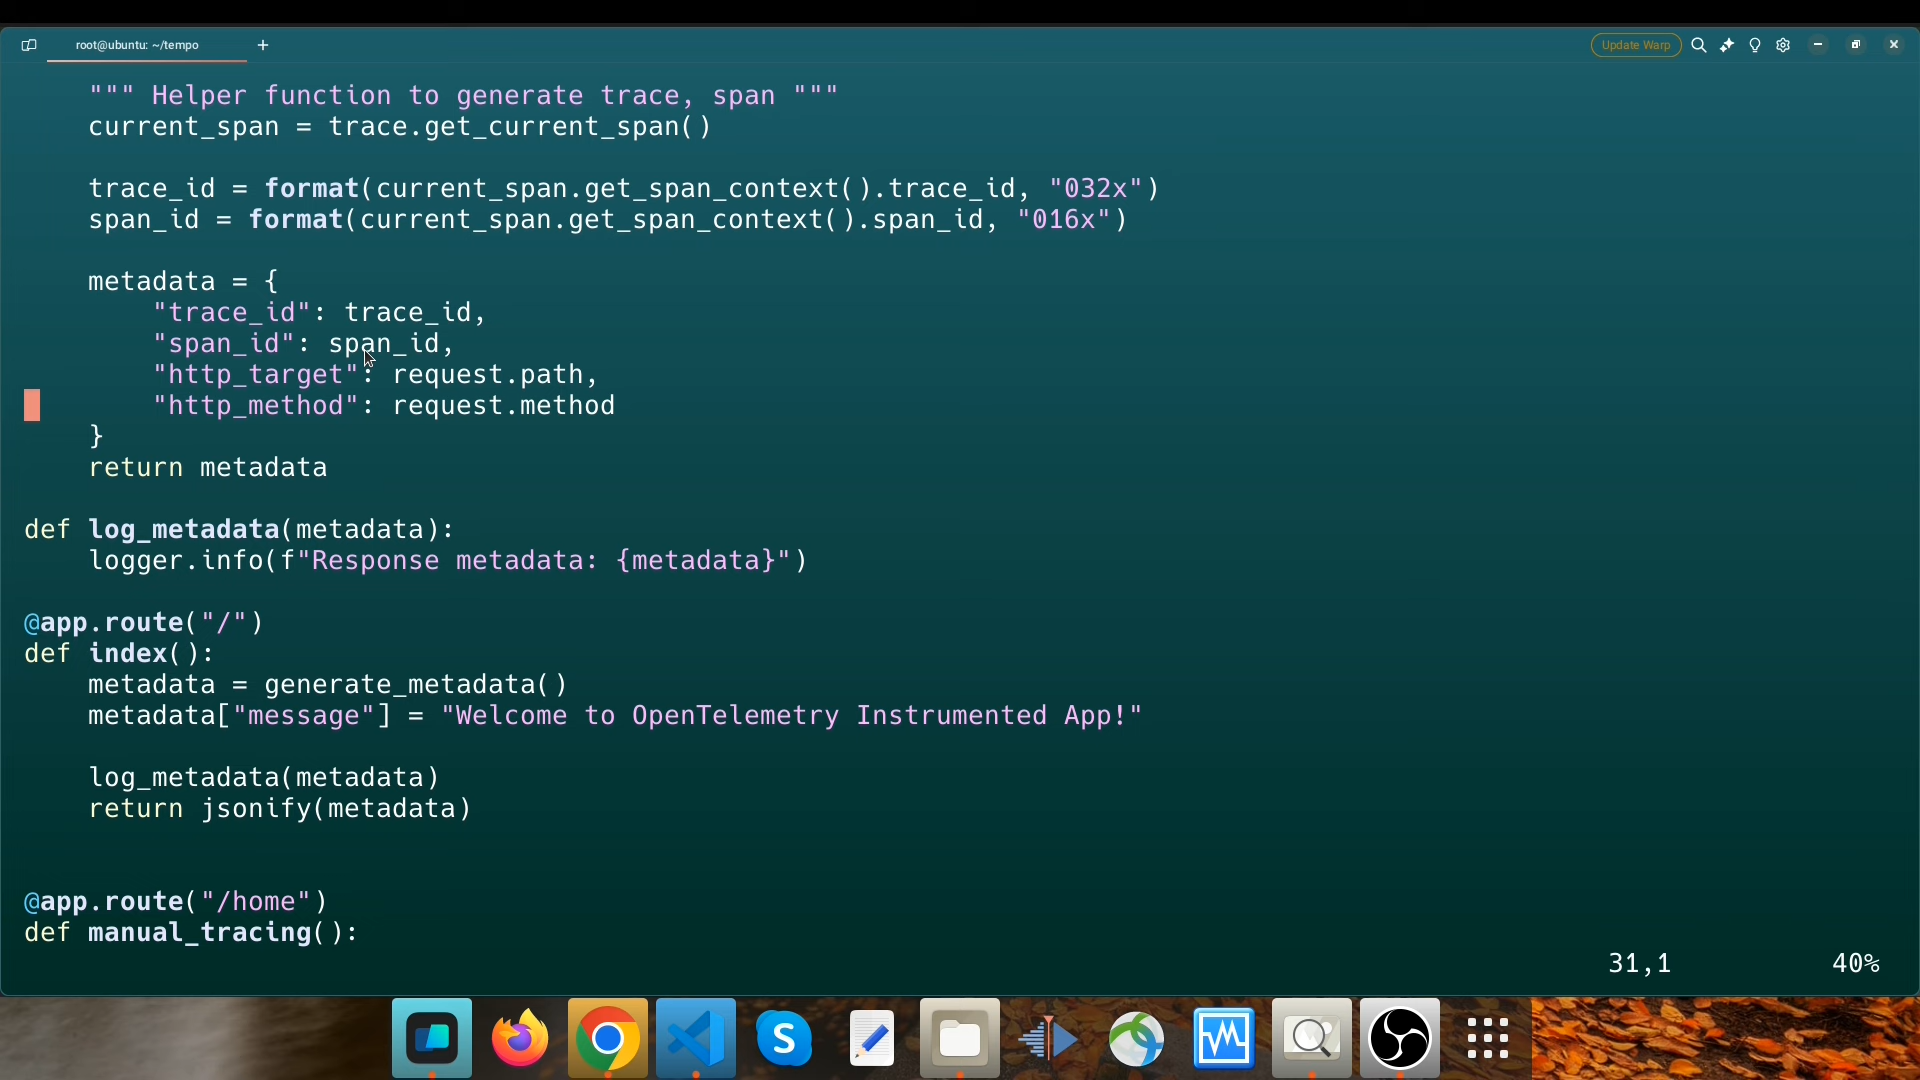 root@ubuntu: ~/tempo
+
Update Warp
""" Helper function to generate trace, span """
current_span = trace.get_current_span()
trace_id = format(current_span.get_span_context().trace_id, "032x")
span_id = format(current_span.get_span_context().span_id, "016x")
metadata = {
"trace_id": trace_id,
"span_id": span_id,
"http_target": request.path,
"http_method": request.method
}
return metadata
def log_metadata(metadata):
logger.info(f"Response metadata: {metadata}")
@app.route("/")
def index():
metadata = generate_metadata()
metadata["message"] = "Welcome to OpenTelemetry Instrumented App!"
log_metadata(metadata)
return jsonify(metadata)
@app.route("/home")
def manual_tracing():
31,1 40%
S